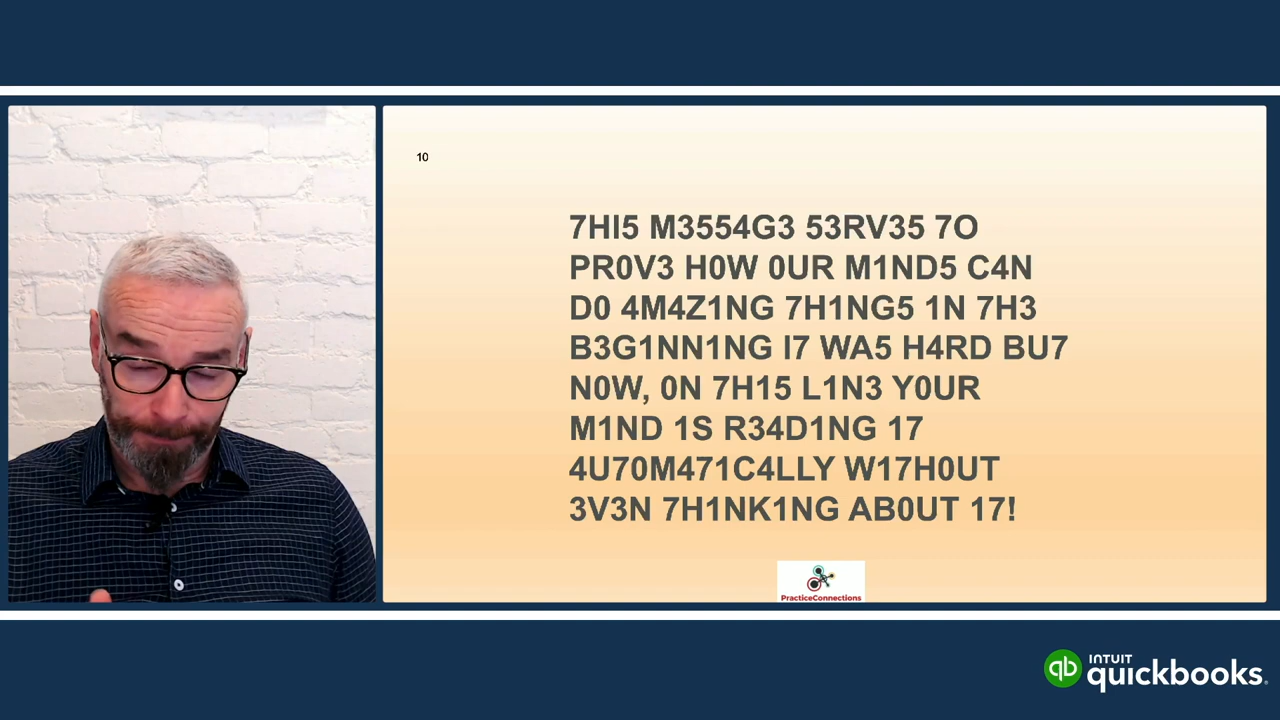 10
7HI5 M3554G3 53RV35 7O
PR0V3 H0W 0UR M1ND5 C4N
D0 4M4Z1NG 7H1NG5 1N 7H3
B3G1NN1NG I7 WA5 H4RD BU7
N0W, 0N 7H15 L1N3 Y0UR
M1ND 1S R34D1NG 17
4U70M471C4LLY W17H0UT
3V3N 7H1NK1NG AB0UT 17!
PracticeConnections
qb INTUIT
quickbooks.